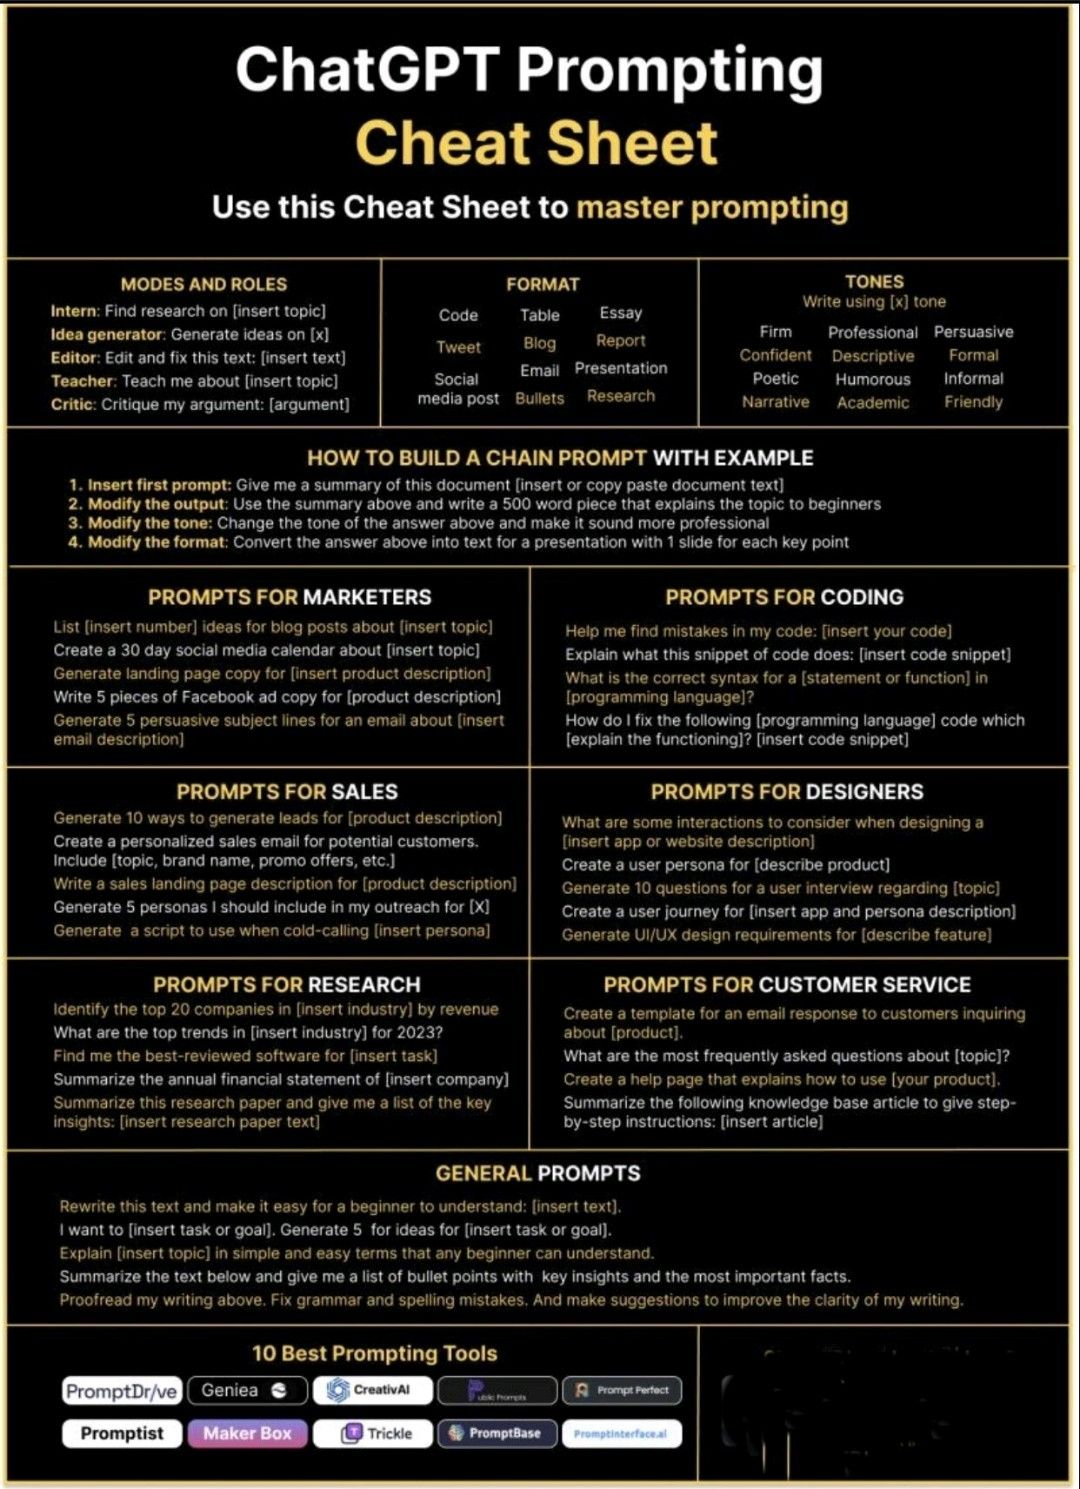 ChatGPT Prompting
Cheat Sheet
Use this Cheat Sheet to master prompting
MODES AND ROLES
Intern: Find research on [insert topic]
Idea generator: Generate ideas on [x]
Editor: Edit and fix this text: [insert text]
Teacher: Teach me about [insert topic]
Critic: Critique my argument: [argument]
FORMAT
Code Table Essay
Tweet Blog Report
Social media post Email Presentation
Bullets Research
TONES
Write using [x] tone
Firm Professional Persuasive
Confident Descriptive Formal
Poetic Humorous Informal
Narrative Academic Friendly
HOW TO BUILD A CHAIN PROMPT WITH EXAMPLE
1. Insert first prompt: Give me a summary of this document [insert or copy paste document text]
2. Modify the output: Use the summary above and write a 500 word piece that explains the topic to beginners
3. Modify the tone: Change the tone of the answer above and make it sound more professional
4. Modify the format: Convert the answer above into text for a presentation with 1 slide for each key point
PROMPTS FOR MARKETERS
List [insert number] ideas for blog posts about [insert topic]
Create a 30 day social media calendar about [insert topic]
Generate landing page copy for [insert product description]
Write 5 pieces of Facebook ad copy for [product description]
Generate 5 persuasive subject lines for an email about [insert
email description]
PROMPTS FOR CODING
Help me find mistakes in my code: [insert your code]
Explain what this snippet of code does: [insert code snippet]
What is the correct syntax for a [statement or function] in
[programming language]?
How do I fix the following [programming language] code which
[explain the functioning]? [insert code snippet]
PROMPTS FOR SALES
Generate 10 ways to generate leads for [product description]
Create a personalized sales email for potential customers.
Include [topic, brand name, promo offers, etc.]
Write a sales landing page description for [product description]
Generate 5 personas I should include in my outreach for [X]
Generate a script to use when cold-calling [insert persona]
PROMPTS FOR DESIGNERS
What are some interactions to consider when designing a
[insert app or website description]
Create a user persona for [describe product]
Generate 10 questions for a user interview regarding [topic]
Create a user journey for [insert app and persona description]
Generate UI/UX design requirements for [describe feature]
PROMPTS FOR RESEARCH
Identify the top 20 companies in [insert industry] by revenue
What are the top trends in [insert industry] for 2023?
Find me the best-reviewed software for [insert task]
Summarize the annual financial statement of [insert company]
Summarize this research paper and give me a list of the key
insights: [insert research paper text]
PROMPTS FOR CUSTOMER SERVICE
Create a template for an email response to customers inquiring
about [product].
What are the most frequently asked questions about [topic]?
Create a help page that explains how to use [your product].
Summarize the following knowledge base article to give step-
by-step instructions: [insert article]
GENERAL PROMPTS
Rewrite this text and make it easy for a beginner to understand: [insert text].
I want to [insert task or goal]. Generate 5 for ideas for [insert task or goal].
Explain [insert topic] in simple and easy terms that any beginner can understand.
Summarize the text below and give me a list of bullet points with key insights and the most important facts.
Proofread my writing above. Fix grammar and spelling mistakes. And make suggestions to improve the clarity of my writing.
10 Best Prompting Tools
PromptDr/ve Geniea CreativAI Public Prompts Prompt Perfect
Promptist Maker Box Trickle PromptBase PromptInterface.ai